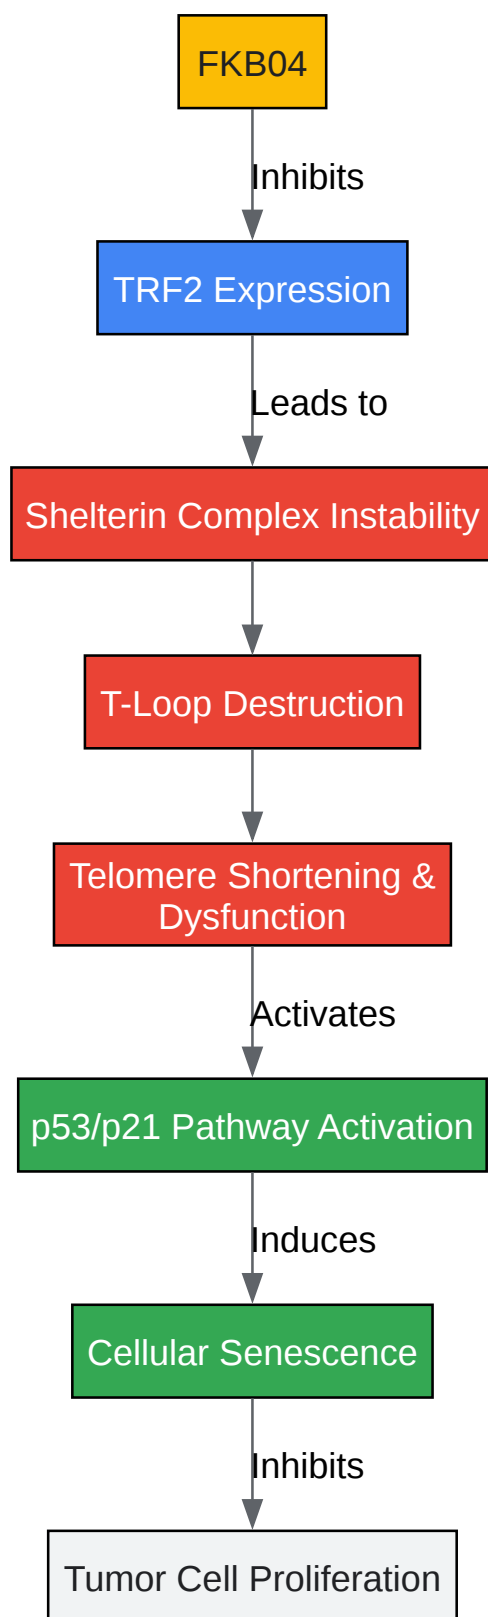 FKB04
Inhibits
TRF2 Expression
Leads to
Shelterin Complex Instability
T-Loop Destruction
Telomere Shortening &
Dysfunction
Activates
p53/p21 Pathway Activation
Induces
Cellular Senescence
Inhibits
Tumor Cell Proliferation